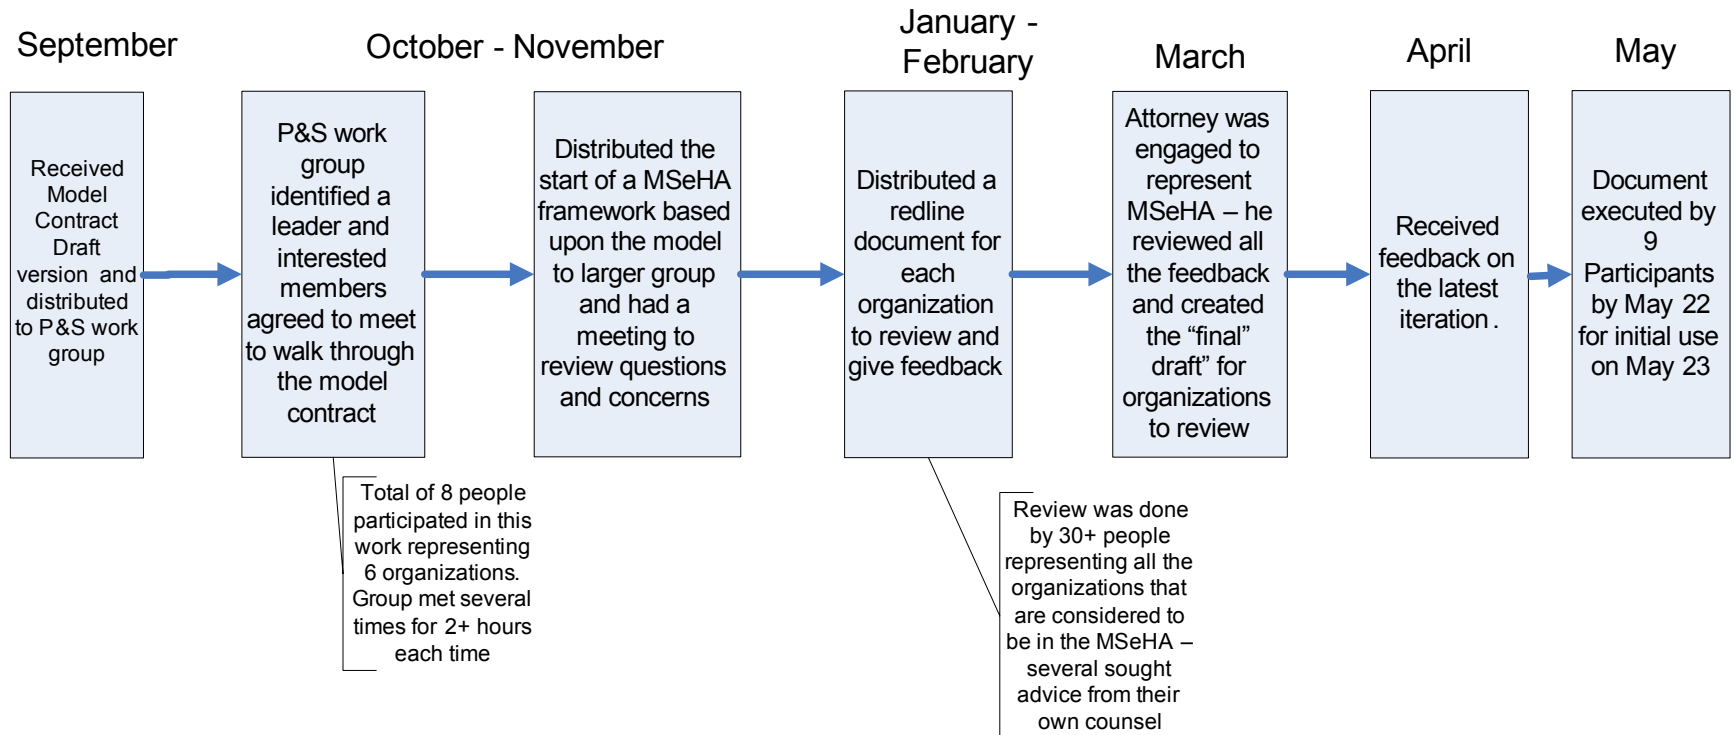 September
Received
Model
Contract
Draft
version and
distributed
to P&S work
group
October - November
P&S work
group
identified a
leader and
interested
members
agreed to meet
to walk through
the model
contract
Total of 8 people
participated in this
work representing
6 organizations.
Group met several
times for 2+ hours
each time
Distributed the
start of a MSeHA
framework based
upon the model
to larger group
and had a
meeting to
review questions
and concerns
January -
February
Distributed a
redline
document for
each
organization
to review and
give feedback
Review was done
by 30+ people
representing all the
organizations that
are considered to
be in the MSeHA –
several sought
advice from their
own counsel
March
Attorney was
engaged to
represent
MSeHA – he
reviewed all
the feedback
and created
the “final”
draft” for
organizations
to review
April
Received
feedback on
the latest
iteration .
May
Document
executed by
9
Participants
by May 22
for initial use
on May 23